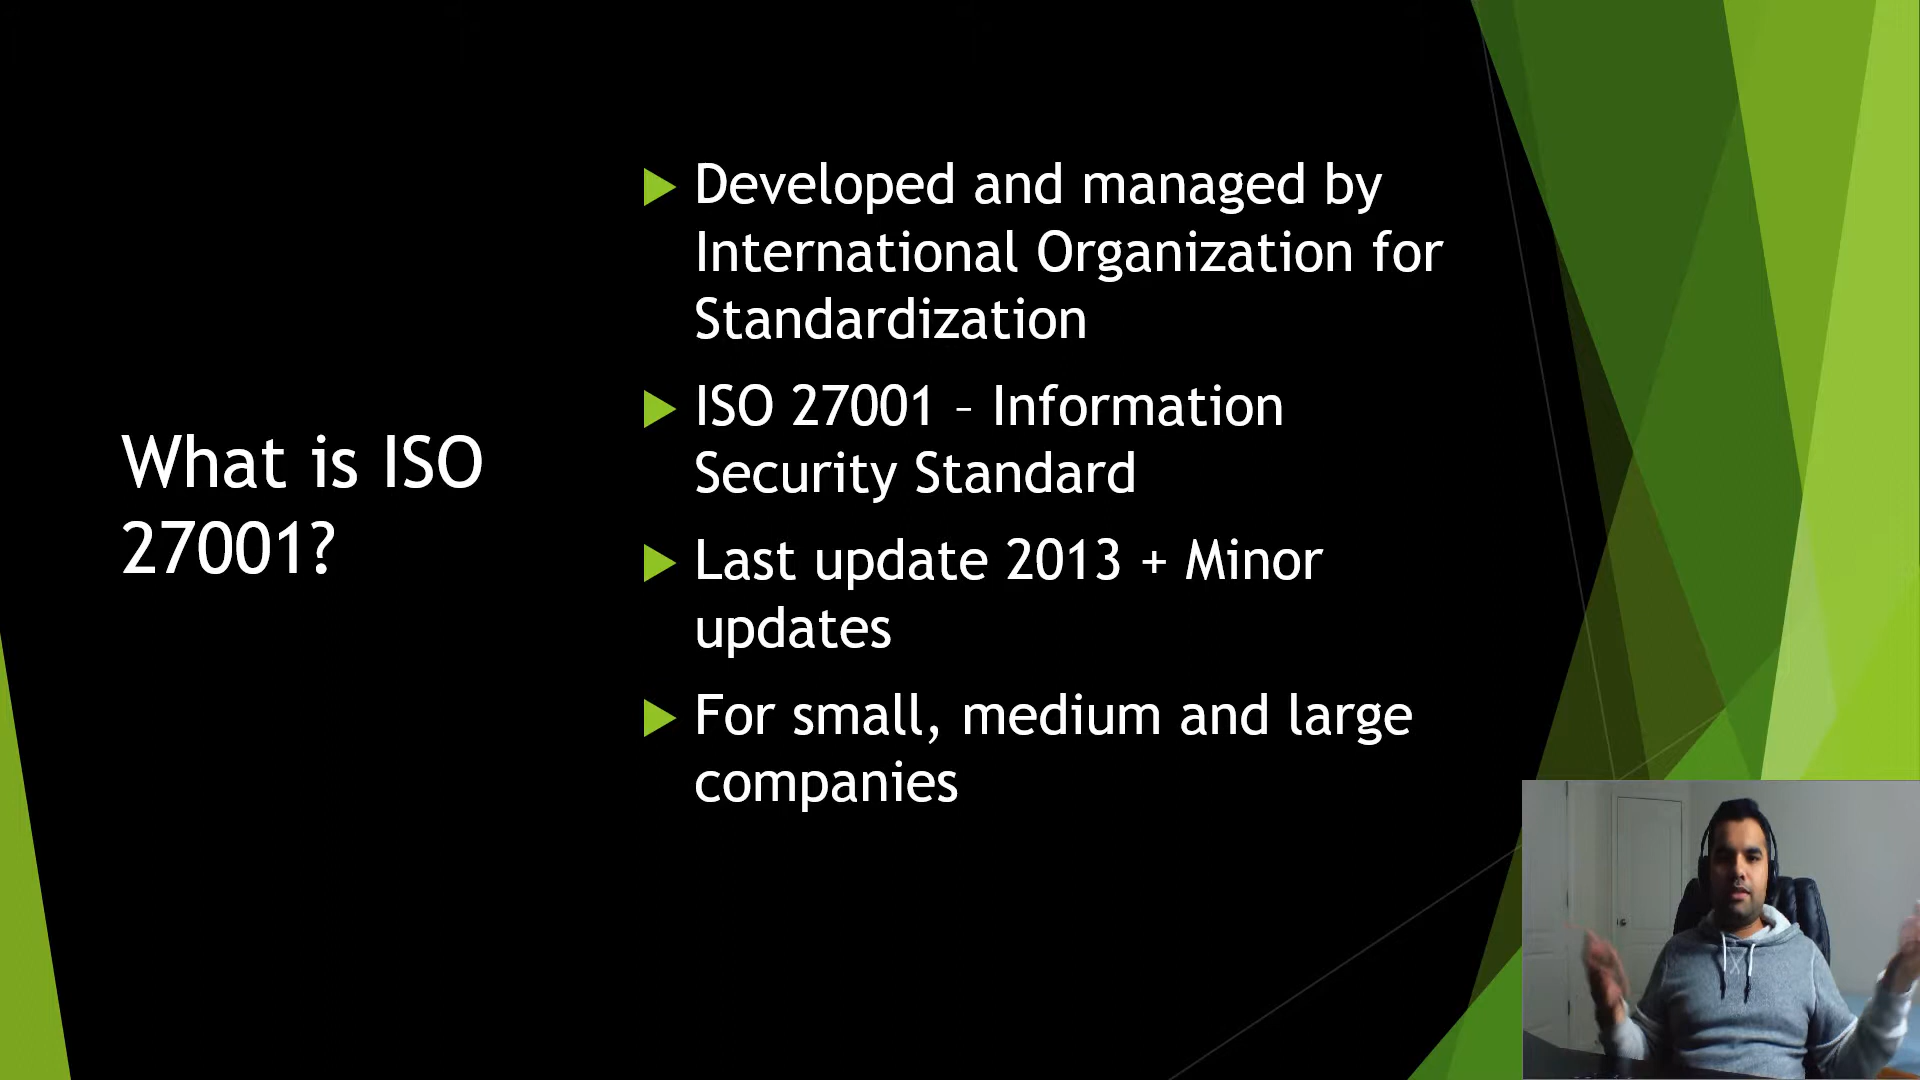 What is ISO
27001?
Developed and managed by
International Organization for
Standardization
ISO 27001 – Information
Security Standard
Last update 2013 + Minor
updates
For small, medium and large
companies